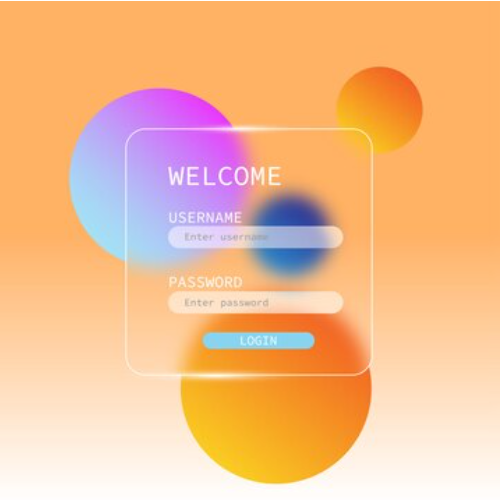 WELCOME
USERNAME
Enter username
PASSWORD
Enter password
LOGIN